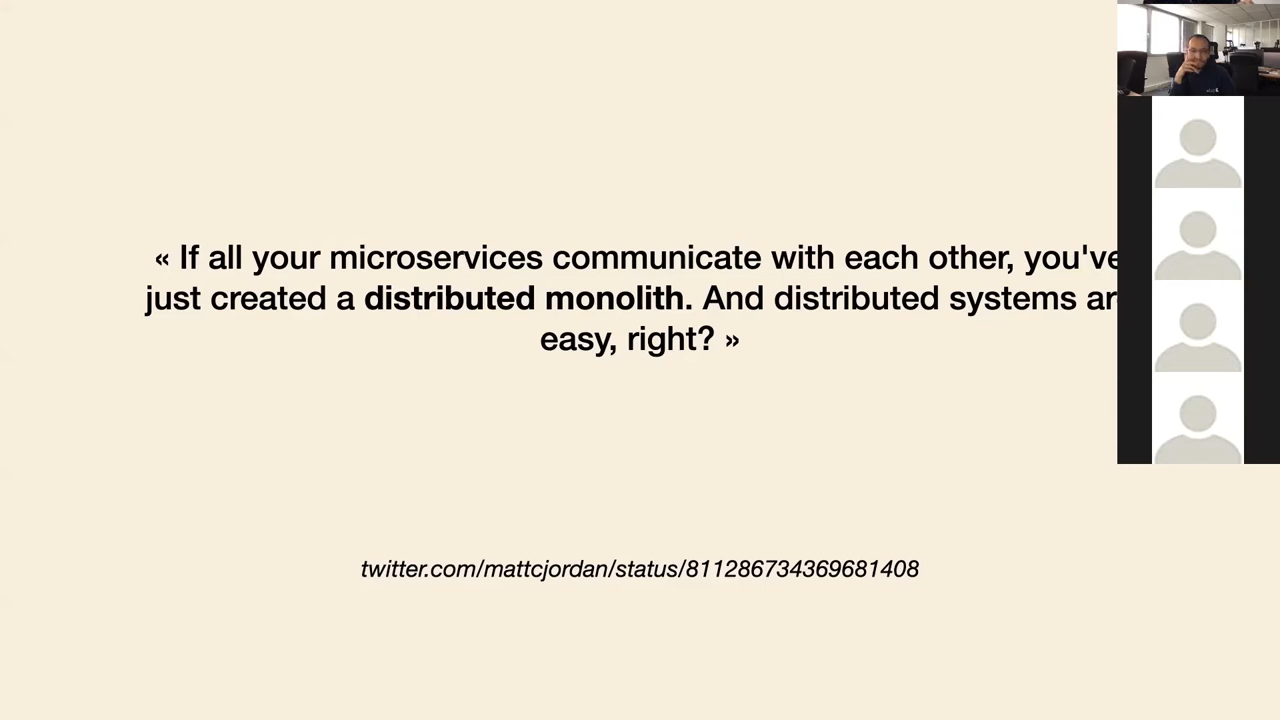 « If all your microservices communicate with each other, you've
just created a distributed monolith. And distributed systems
easy, right? »
twitter.com/mattcjordan/status/811286734369681408